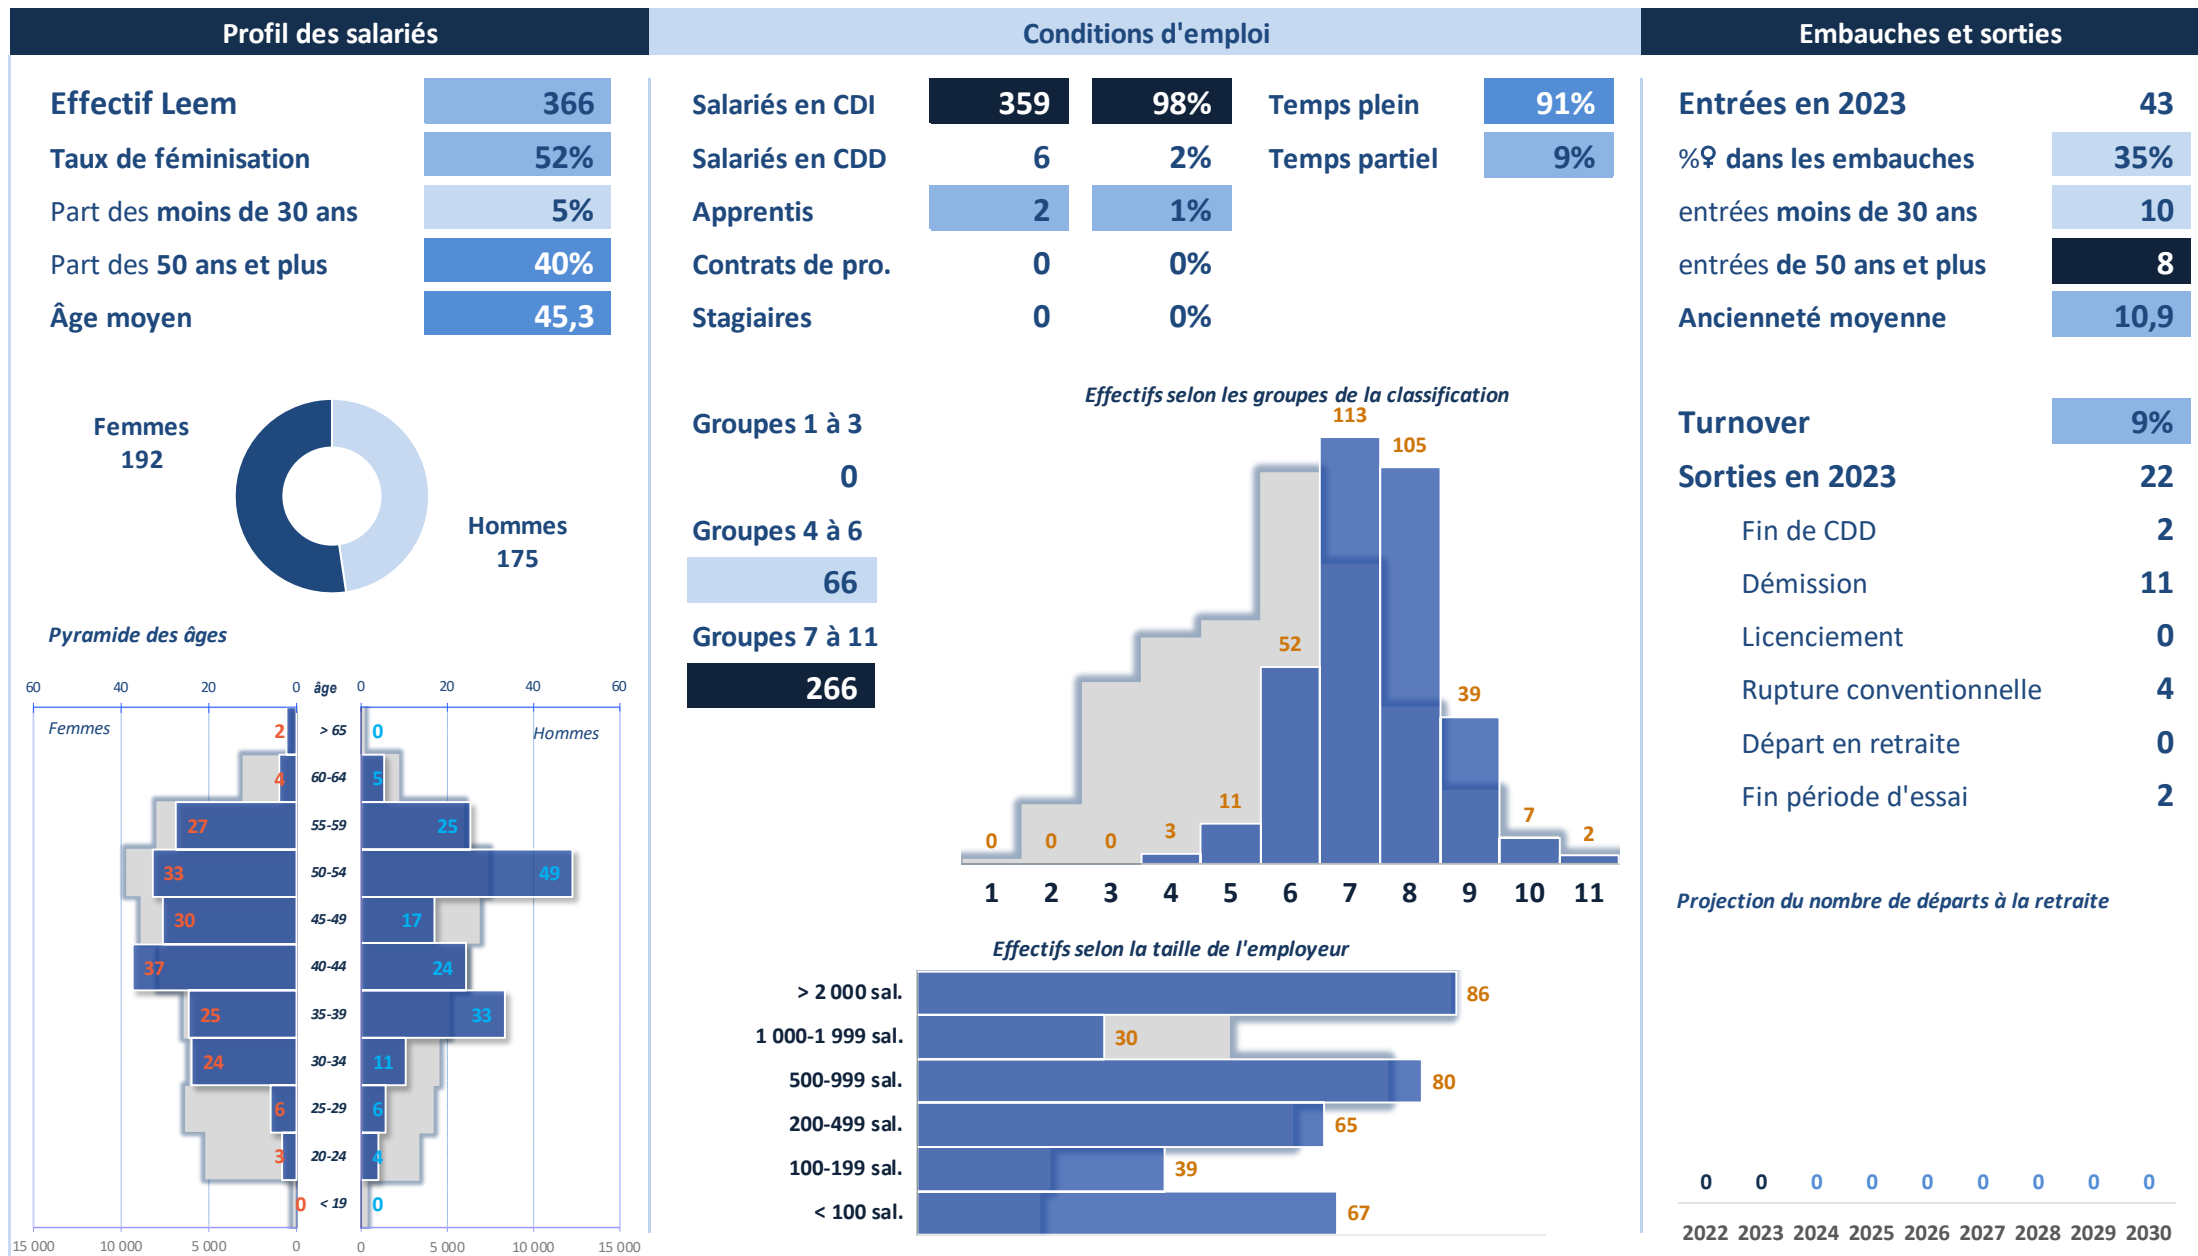 Profil des salariés
Effectif Leem 366
Taux de féminisation 52%
Part des moins de 30 ans 5%
Part des 50 ans et plus 40%
Âge moyen 45,3
Femmes
192
Hommes
175
Pyramide des âges
60 40 20 0 âge 0 20 40 60
Femmes Hommes
2 > 65 0
4 60-64 5
27 55-59 25
33 50-54 49
30 45-49 17
37 40-44 24
25 35-39 33
24 30-34 11
6 25-29 6
3 20-24 4
0 < 19 0
15 000 10 000 5 000 0 0 5 000 10 000 15 000
Conditions d'emploi
Salariés en CDI 359 98% Temps plein 91%
Salariés en CDD 6 2% Temps partiel 9%
Apprentis 2 1%
Contrats de pro. 0 0%
Stagiaires 0 0%
Groupes 1 à 3
0
Groupes 4 à 6
66
Groupes 7 à 11
266
Effectifs selon les groupes de la classification
0 0 0 3 11 52 113 105 39 7 2
1 2 3 4 5 6 7 8 9 10 11
Effectifs selon la taille de l'employeur
> 2 000 sal. 86
1 000-1 999 sal. 30
500-999 sal. 80
200-499 sal. 65
100-199 sal. 39
< 100 sal. 67
Embauches et sorties
Entrées en 2023 43
%♀ dans les embauches 35%
entrées moins de 30 ans 10
entrées de 50 ans et plus 8
Ancienneté moyenne 10,9
Turnover 9%
Sorties en 2023 22
Fin de CDD 2
Démission 11
Licenciement 0
Rupture conventionnelle 4
Départ en retraite 0
Fin période d'essai 2
Projection du nombre de départs à la retraite
0 0 0 0 0 0 0 0 0
2022 2023 2024 2025 2026 2027 2028 2029 2030